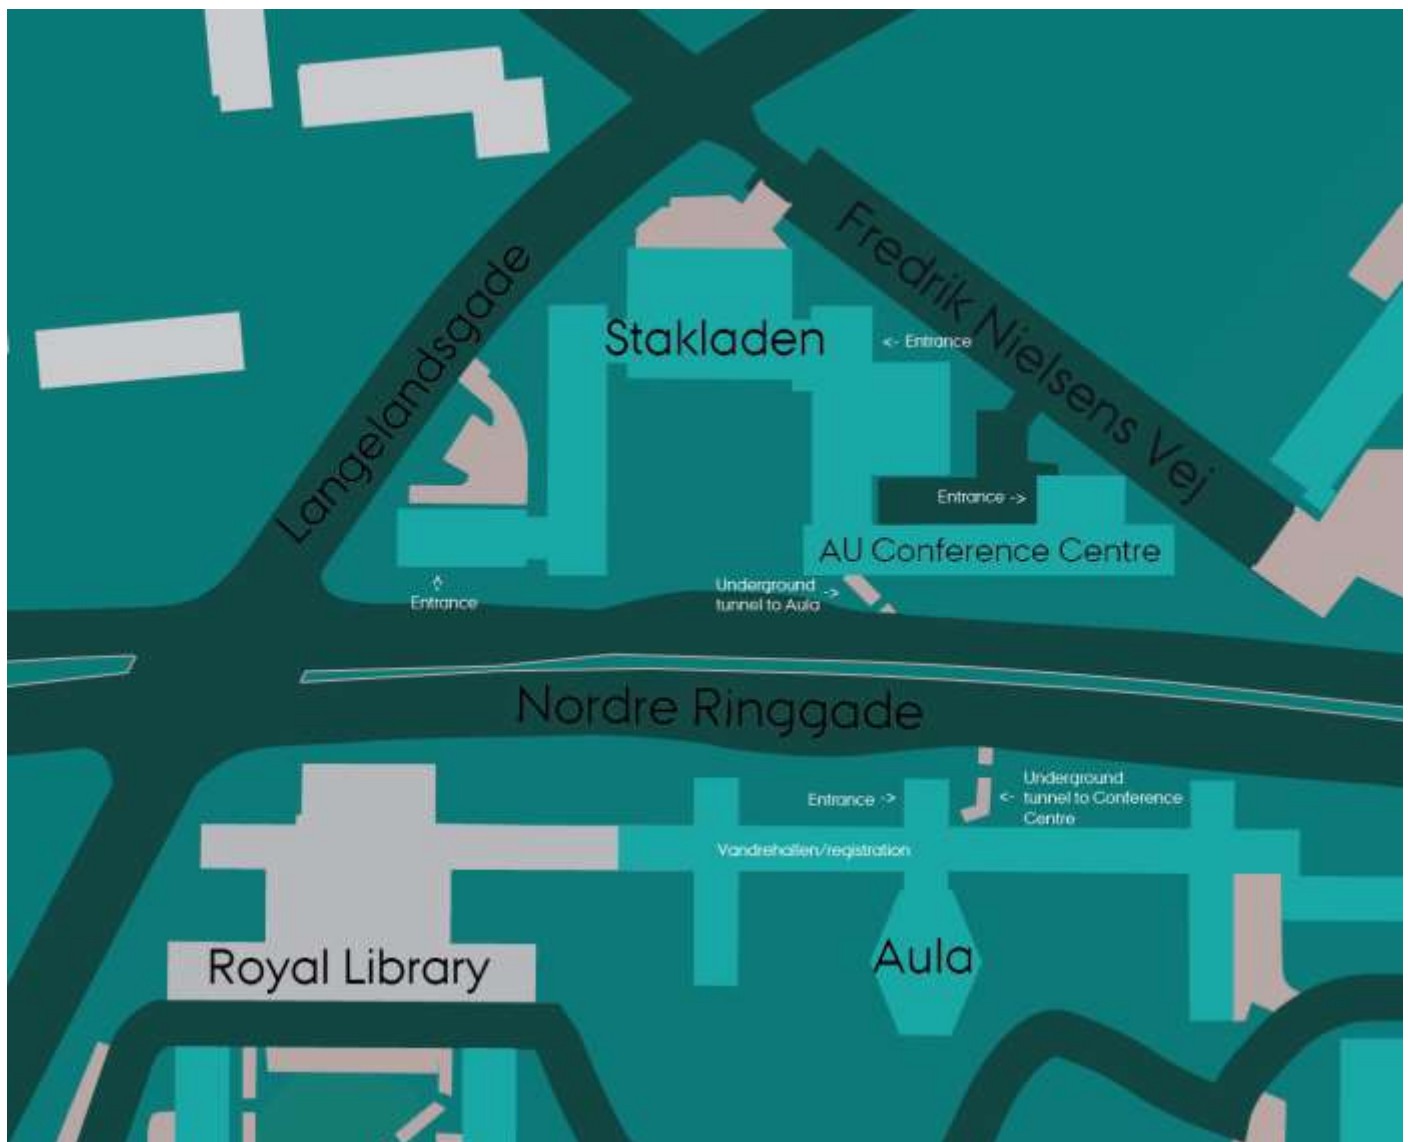 Langelandsgade
Fredrik Nielsens Vej
Stakladen
<- Entrance
Entrance ->
AU Conference Centre
Underground ->
tunnel to Aula
^
Entrance
Nordre Ringgade
Underground
Entrance ->
<- tunnel to Conference
Centre
Vandrehallen/registration
Royal Library
Aula